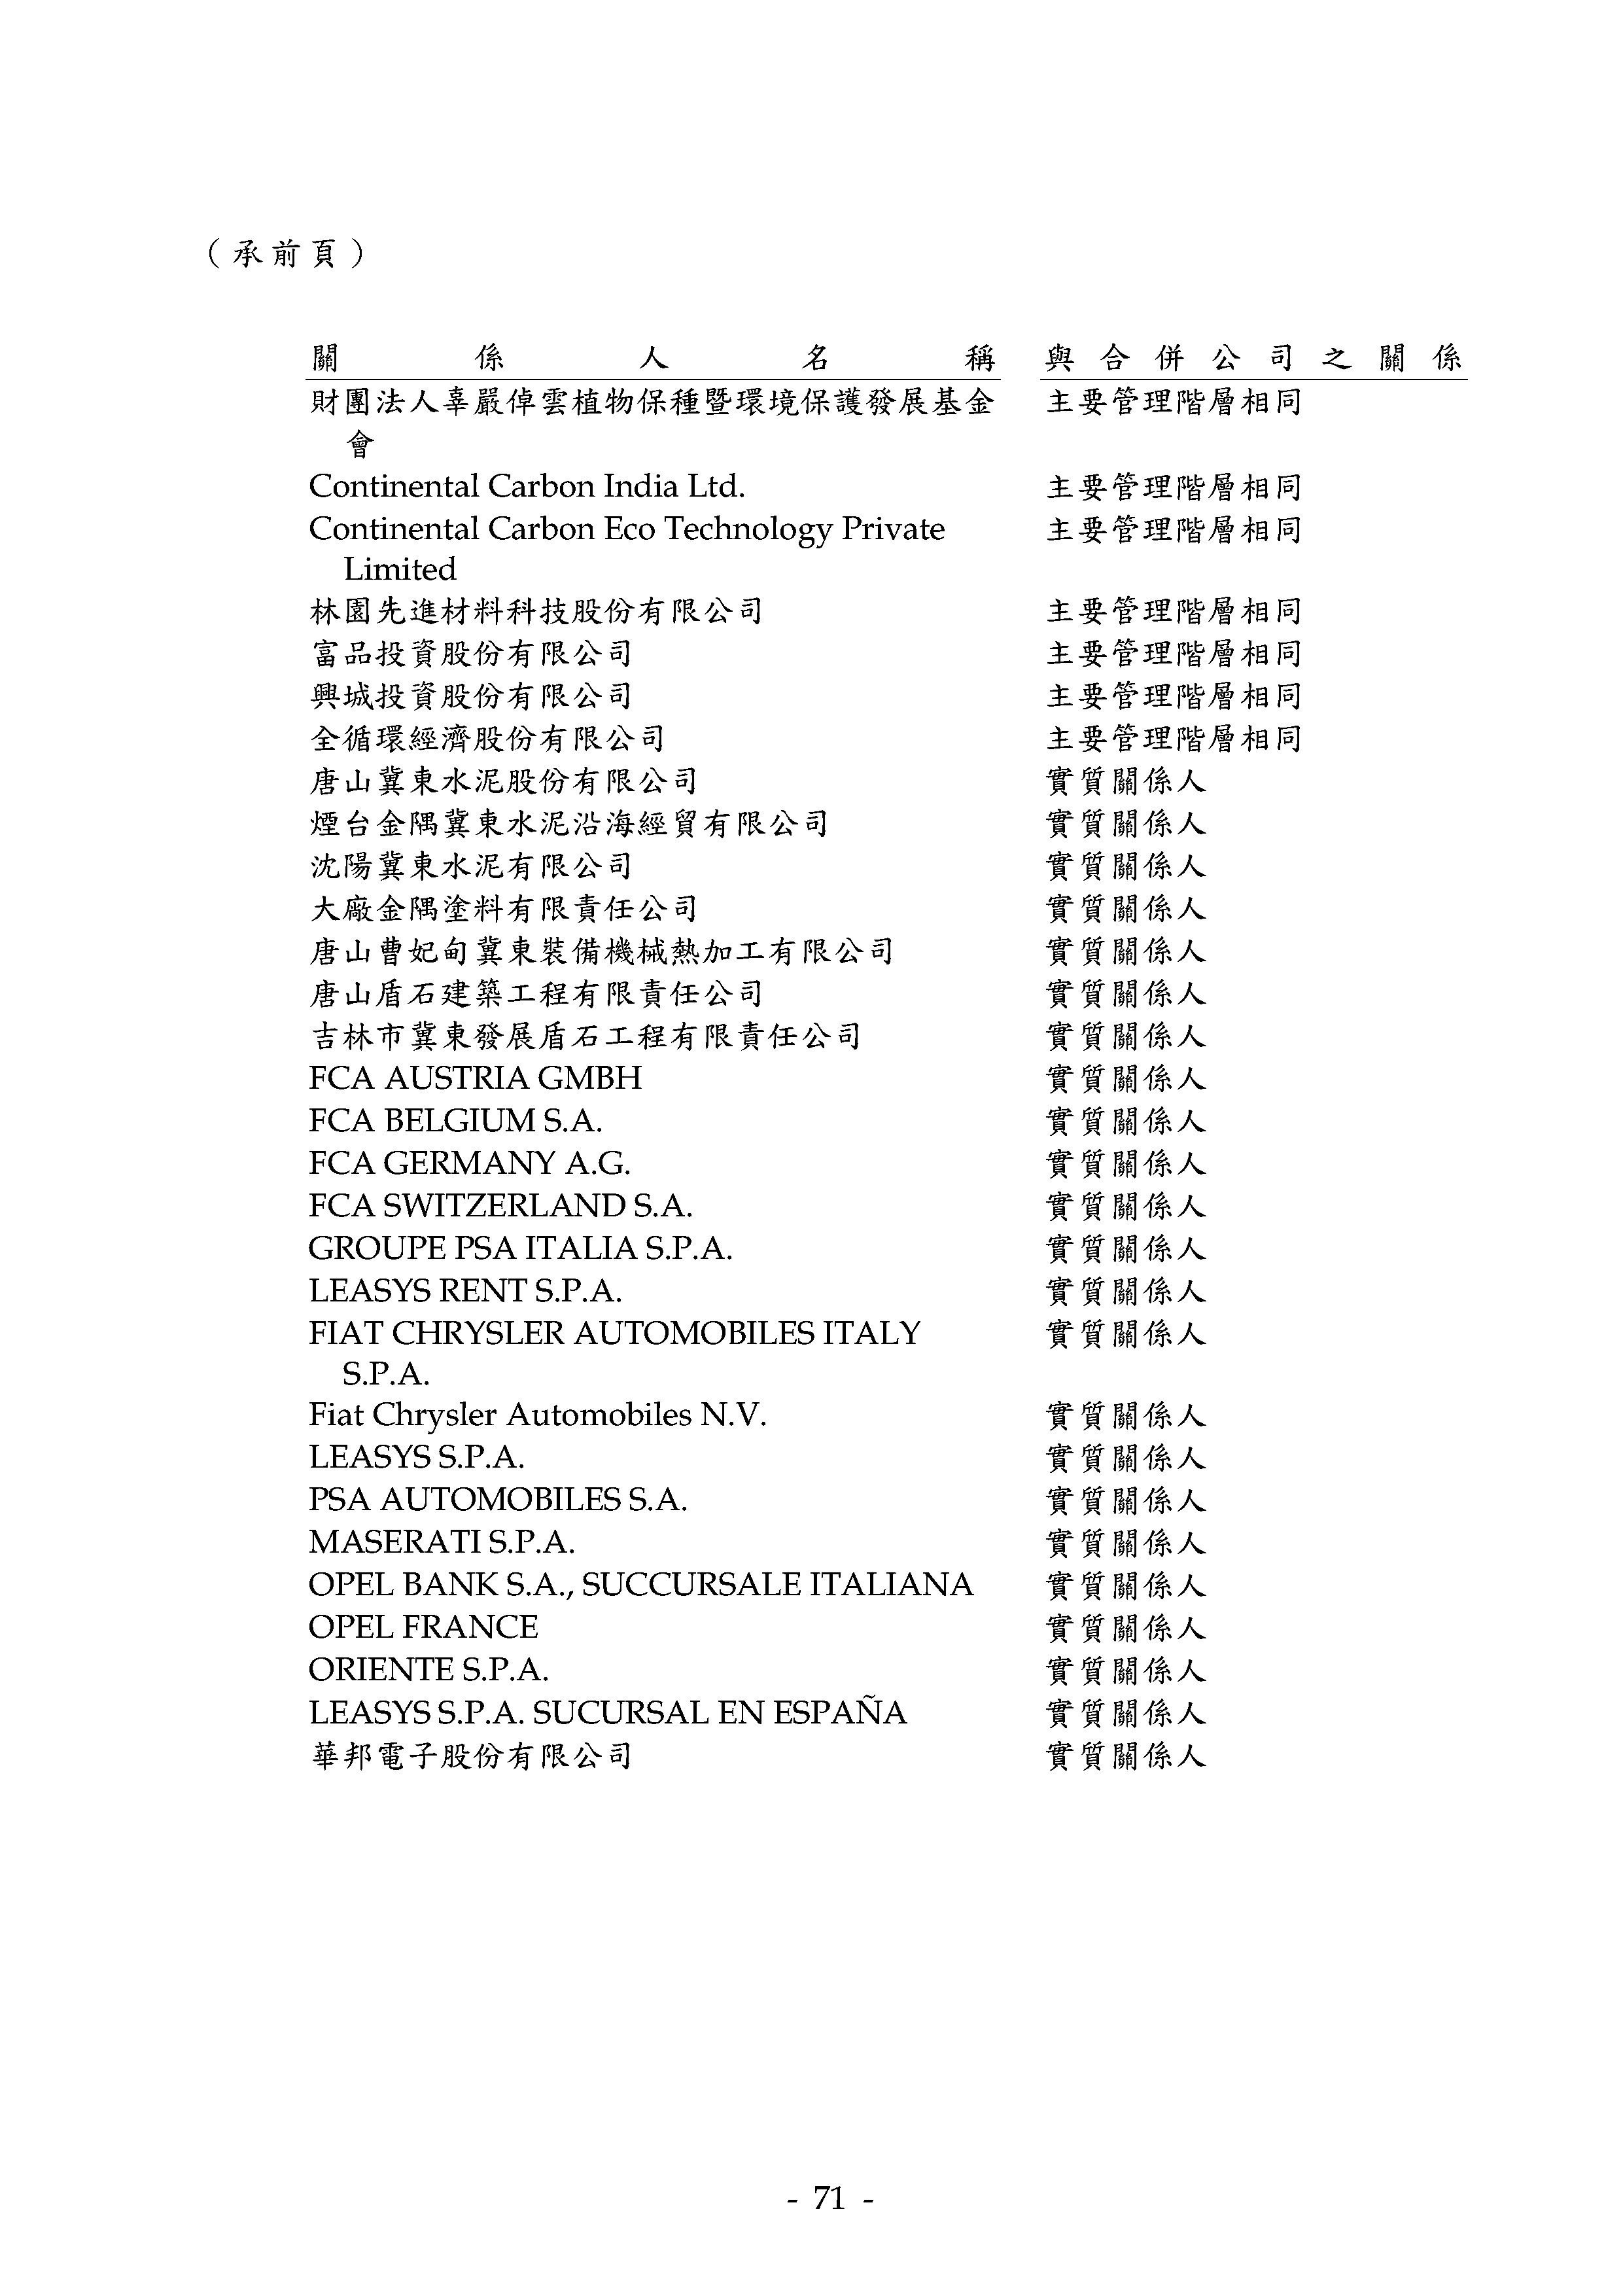 （承前頁）
關係人名稱 與合併公司之關係
財團法人辜嚴倬雲植物保種暨環境保護發展基金 主要管理階層相同
會
Continental Carbon India Ltd. 主要管理階層相同
Continental Carbon Eco Technology Private 主要管理階層相同
Limited
林園先進材料科技股份有限公司 主要管理階層相同
富品投資股份有限公司 主要管理階層相同
興城投資股份有限公司 主要管理階層相同
全循環經濟股份有限公司 主要管理階層相同
唐山冀東水泥股份有限公司 實質關係人
煙台金隅冀東水泥沿海經貿有限公司 實質關係人
沈陽冀東水泥有限公司 實質關係人
大廠金隅塗料有限責任公司 實質關係人
唐山曹妃甸冀東裝備機械熱加工有限公司 實質關係人
唐山盾石建築工程有限責任公司 實質關係人
吉林市冀東發展盾石工程有限責任公司 實質關係人
FCA AUSTRIA GMBH 實質關係人
FCA BELGIUM S.A. 實質關係人
FCA GERMANY A.G. 實質關係人
FCA SWITZERLAND S.A. 實質關係人
GROUPE PSA ITALIA S.P.A. 實質關係人
LEASYS RENT S.P.A. 實質關係人
FIAT CHRYSLER AUTOMOBILES ITALY 實質關係人
S.P.A.
Fiat Chrysler Automobiles N.V. 實質關係人
LEASYS S.P.A. 實質關係人
PSA AUTOMOBILES S.A. 實質關係人
MASERATI S.P.A. 實質關係人
OPEL BANK S.A., SUCCURSALE ITALIANA 實質關係人
OPEL FRANCE 實質關係人
ORIENTE S.P.A. 實質關係人
LEASYS S.P.A. SUCURSAL EN ESPAÑA 實質關係人
華邦電子股份有限公司 實質關係人
- 71 -